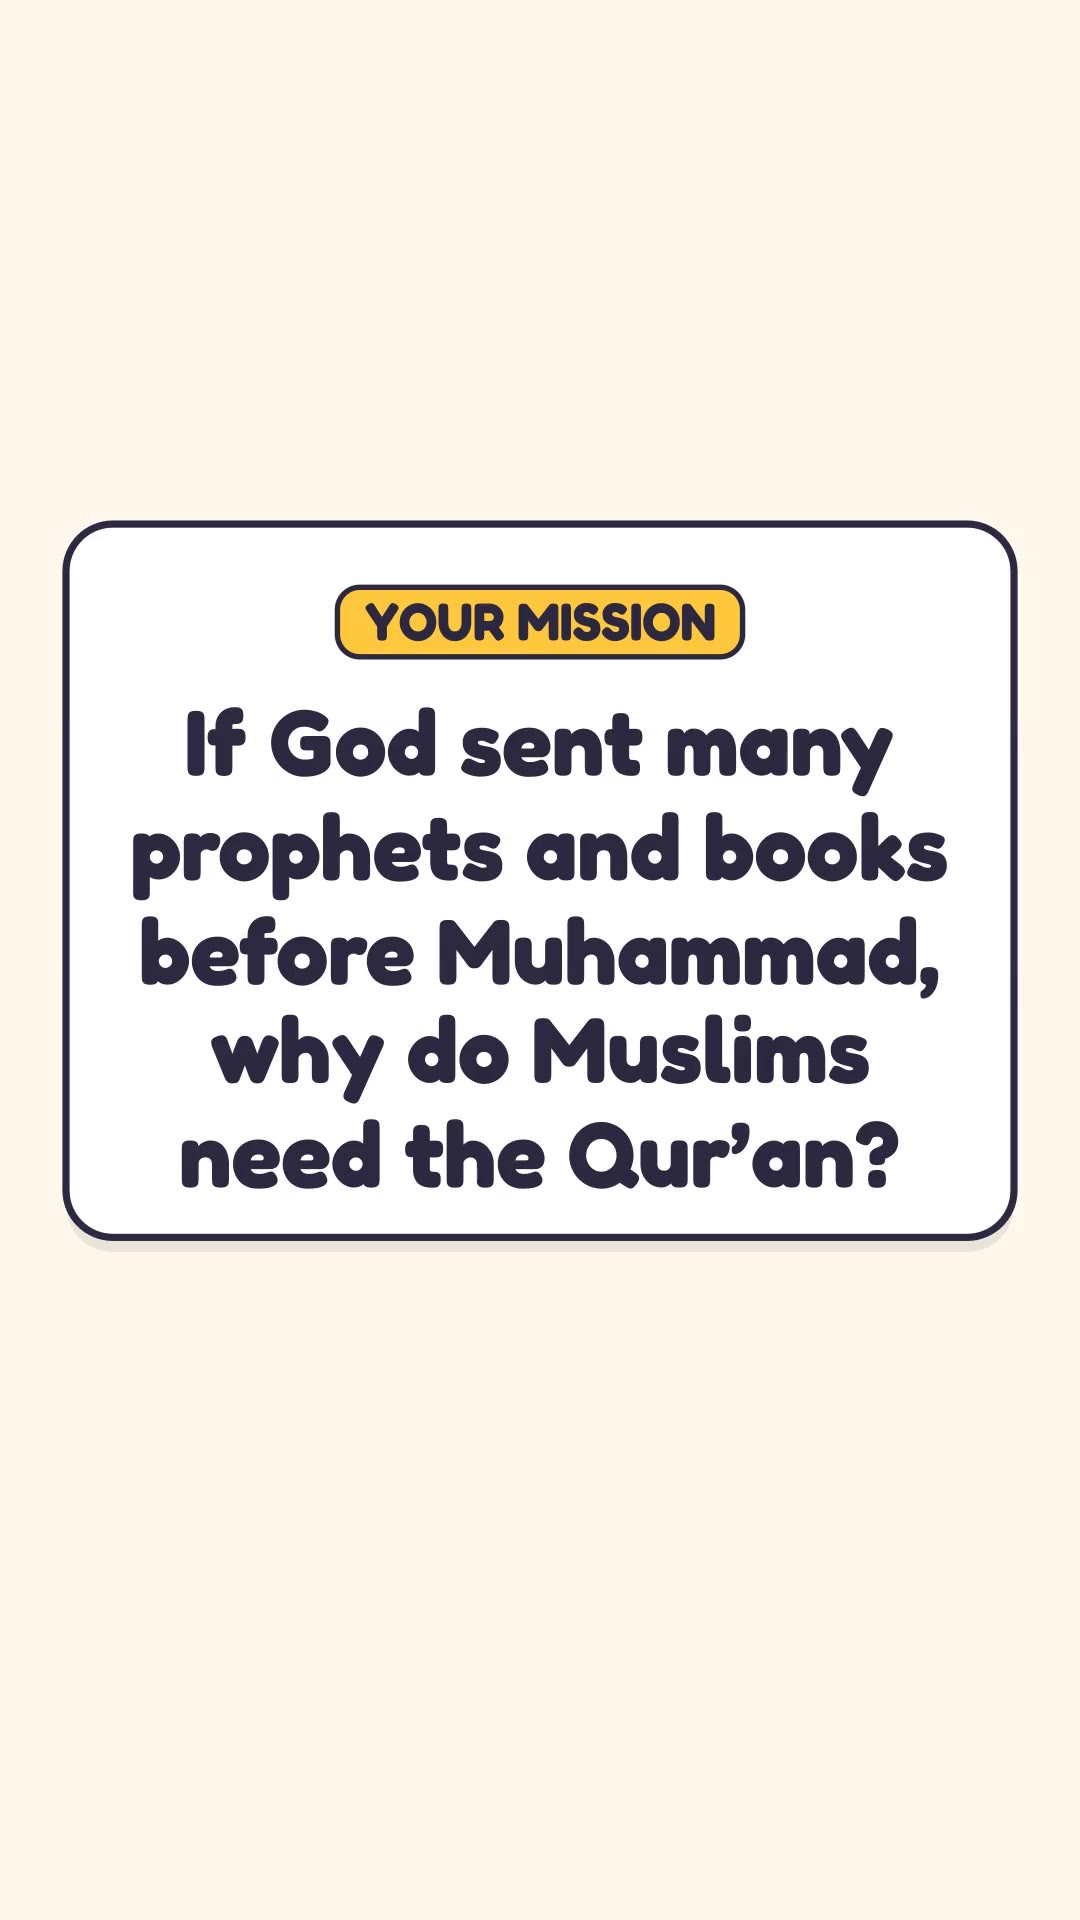 YOUR MISSION
If God sent many
prophets and books
before Muhammad,
why do Muslims
need the Qur’an?